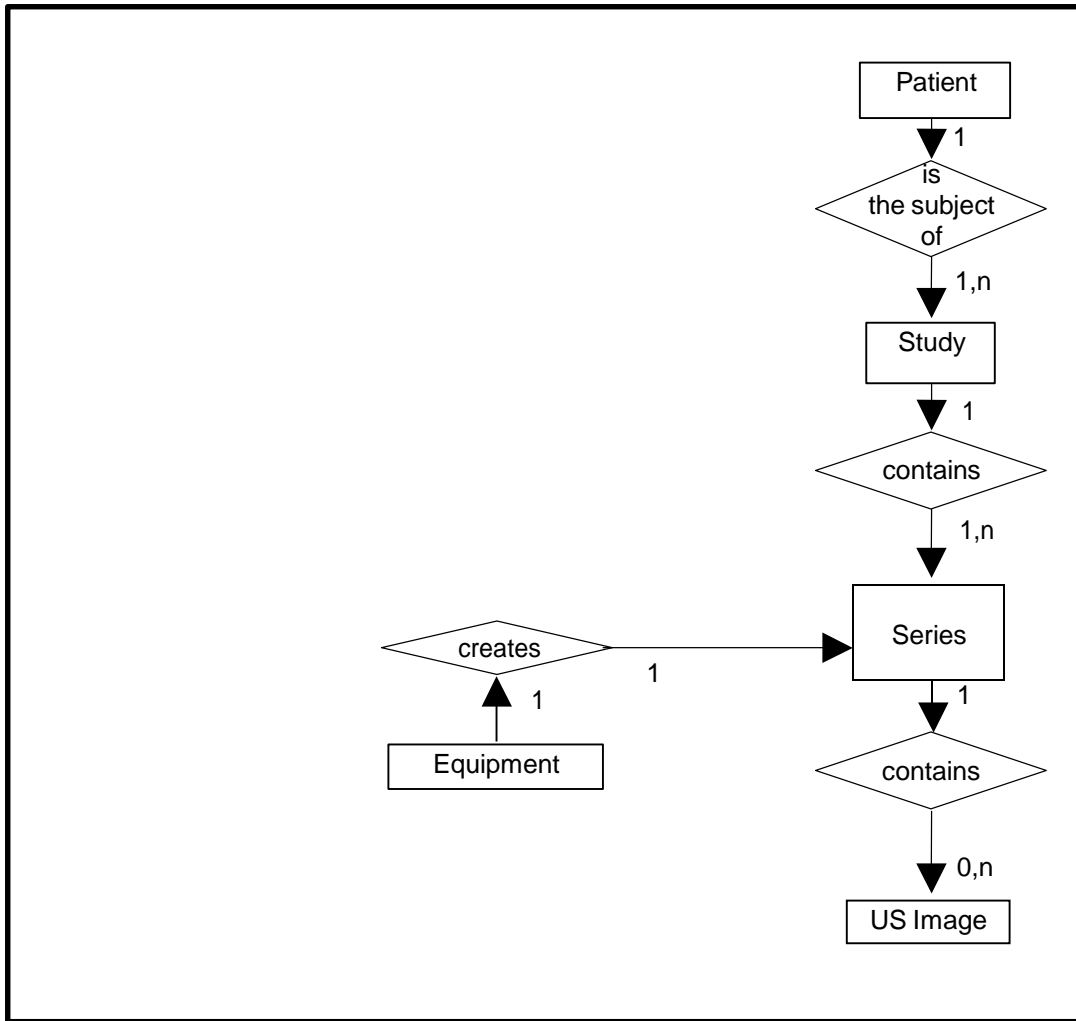 Patient
1
is
the subject
of
1,n
Study
1
contains
1,n
Series
creates
1
1
1
Equipment
contains
0,n
US Image